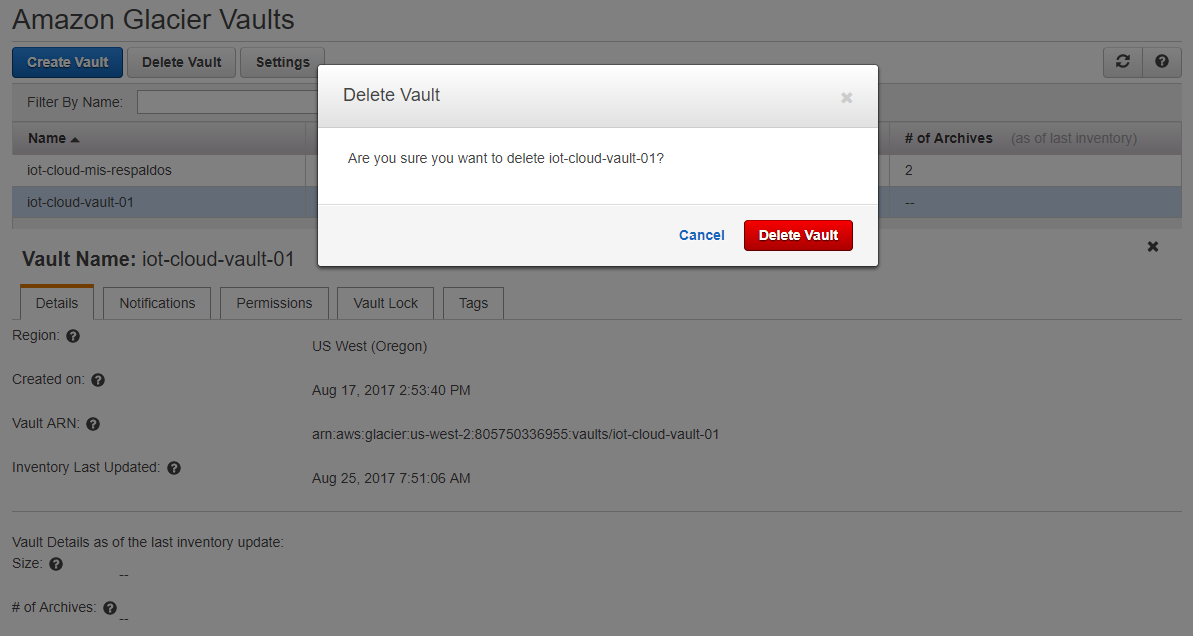 Amazon Glacier Vaults
Create Vault Delete Vault Settings
Filter By Name:
Name # of Archives (as of last inventory)
iot-cloud-mis-respaldos 2
iot-cloud-vault-01 --
Delete Vault
Are you sure you want to delete iot-cloud-vault-01?
Cancel Delete Vault
Vault Name: iot-cloud-vault-01
Details Notifications Permissions Vault Lock Tags
Region:
US West (Oregon)
Created on:
Aug 17, 2017 2:53:40 PM
Vault ARN:
arn:aws:glacier:us-west-2:805750336955:vaults/iot-cloud-vault-01
Inventory Last Updated:
Aug 25, 2017 7:51:06 AM
Vault Details as of the last inventory update:
Size:
--
# of Archives:
--